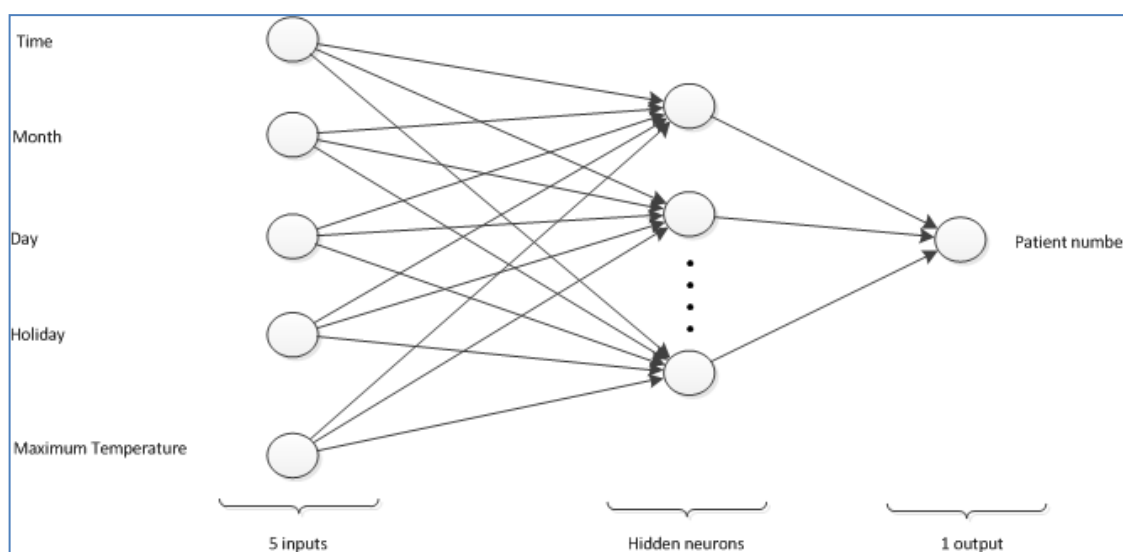 Time
Month
Day
Holiday
Maximum Temperature
Patient numbe
5 inputs
Hidden neurons
1 output